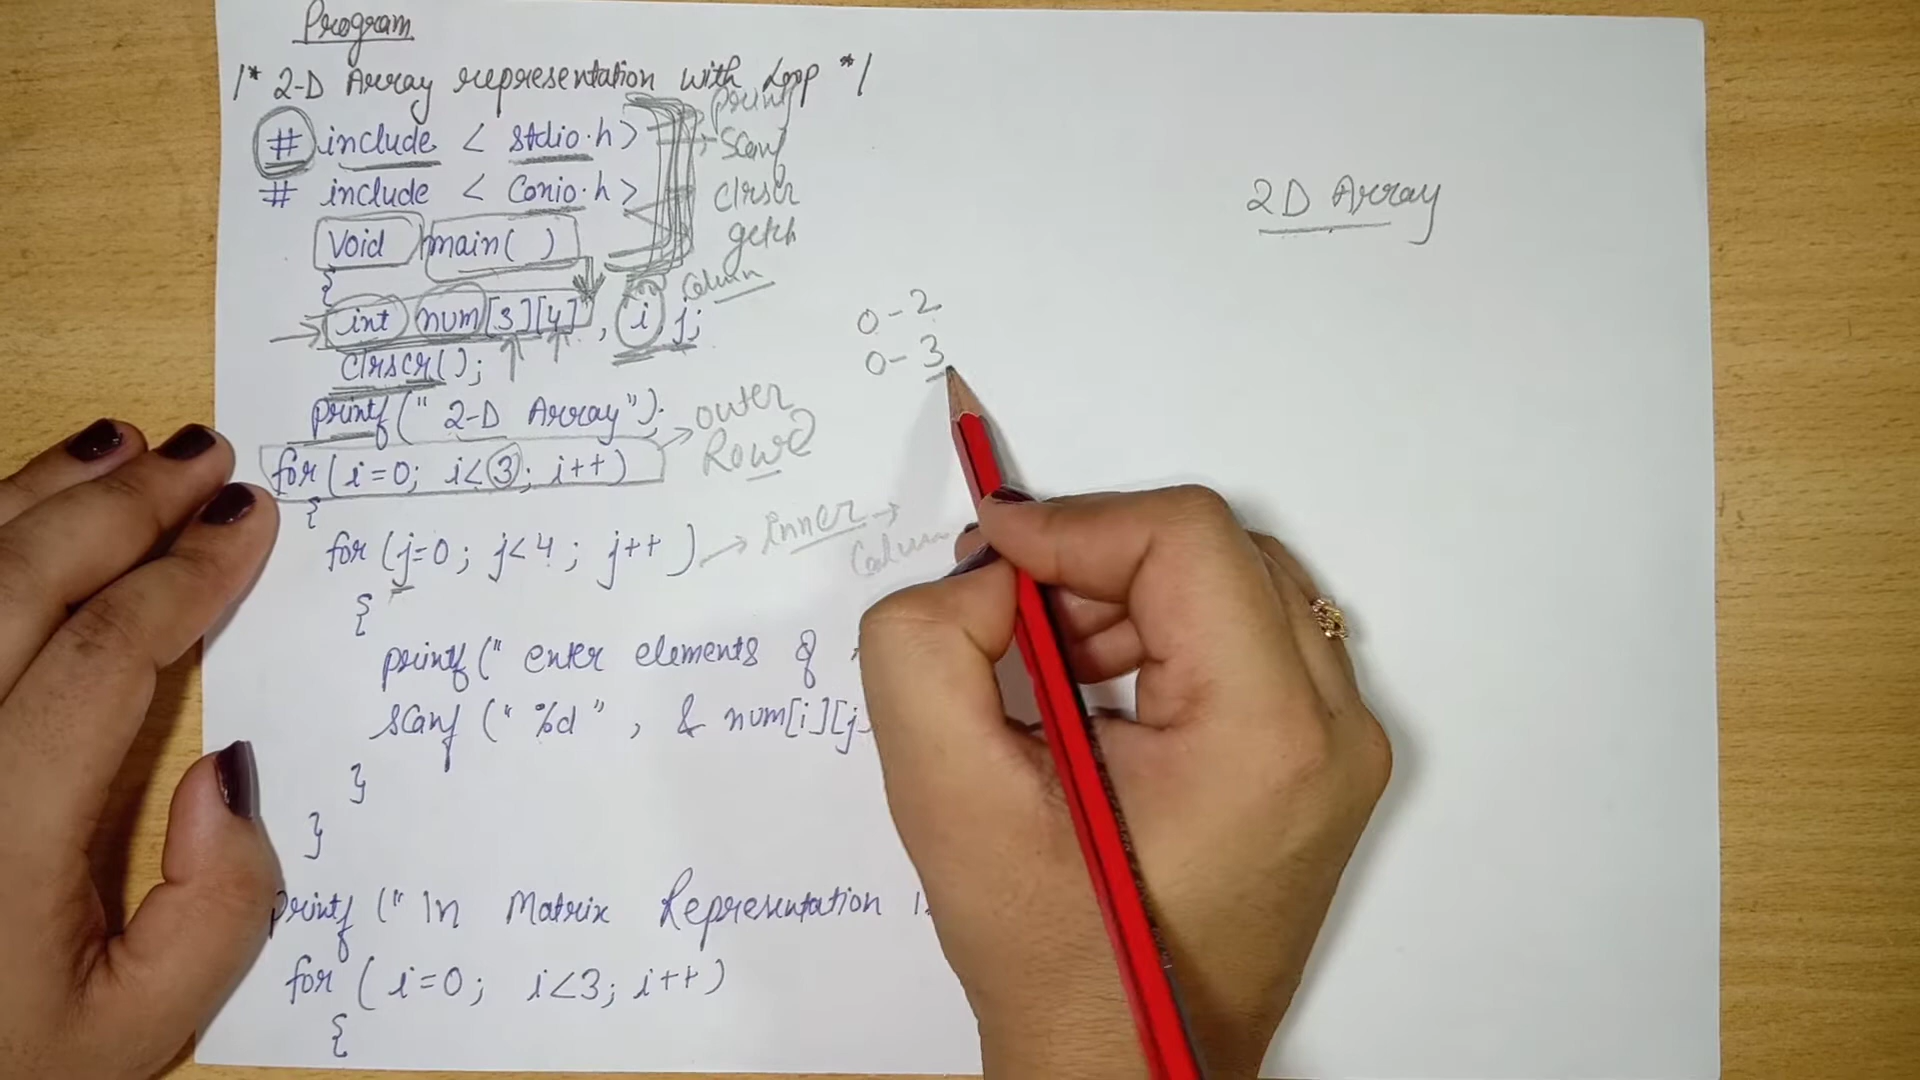 Program
/* 2-D Array representation with Loop */
# include < stdio.h>
printf
scanf
# include < Conio.h>
clrscr
getch
2D Array
void main( )
{
column
int num[3][4] , i, j;
0-2
0-3
clrscr();
printf(" 2-D Array");
outer
Rows
for( i=0; i<3; i++)
{
for (j=0; j<4; j++)
inner
Column
{
printf(" enter elements of
scanf (" %d" , & num[i][j]
}
}
printf (" In Matrix Representation
for ( i=0; i<3; i++)
{